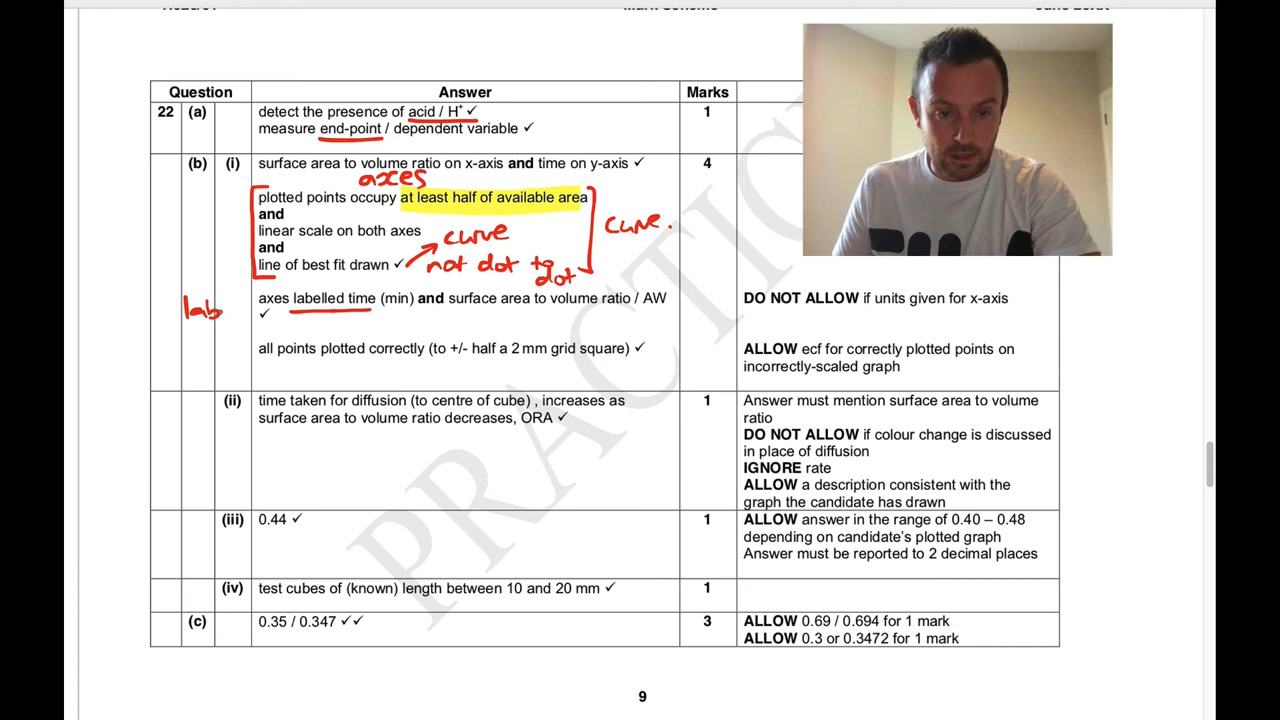 Mark Scheme
June 20XX
Question Answer Marks
22 (a) detect the presence of acid / H+ ✓ 1
measure end-point / dependent variable ✓
(b) (i) surface area to volume ratio on x-axis and time on y-axis ✓ 4
axes
plotted points occupy at least half of available area
and
curve.
linear scale on both axes
curve
and
line of best fit drawn ✓
not dot to
dot
axes labelled time (min) and surface area to volume ratio / AW DO NOT ALLOW if units given for x-axis
✓
lab
all points plotted correctly (to +/- half a 2 mm grid square) ✓ ALLOW ecf for correctly plotted points on
incorrectly-scaled graph
(ii) time taken for diffusion (to centre of cube) , increases as 1 Answer must mention surface area to volume
surface area to volume ratio decreases, ORA ✓ ratio
DO NOT ALLOW if colour change is discussed
in place of diffusion
IGNORE rate
ALLOW a description consistent with the
graph the candidate has drawn
(iii) 0.44 ✓ 1 ALLOW answer in the range of 0.40 – 0.48
depending on candidate's plotted graph
Answer must be reported to 2 decimal places
(iv) test cubes of (known) length between 10 and 20 mm ✓ 1
(c) 0.35 / 0.347 ✓✓ 3 ALLOW 0.69 / 0.694 for 1 mark
ALLOW 0.3 or 0.3472 for 1 mark
PRACTIC
9